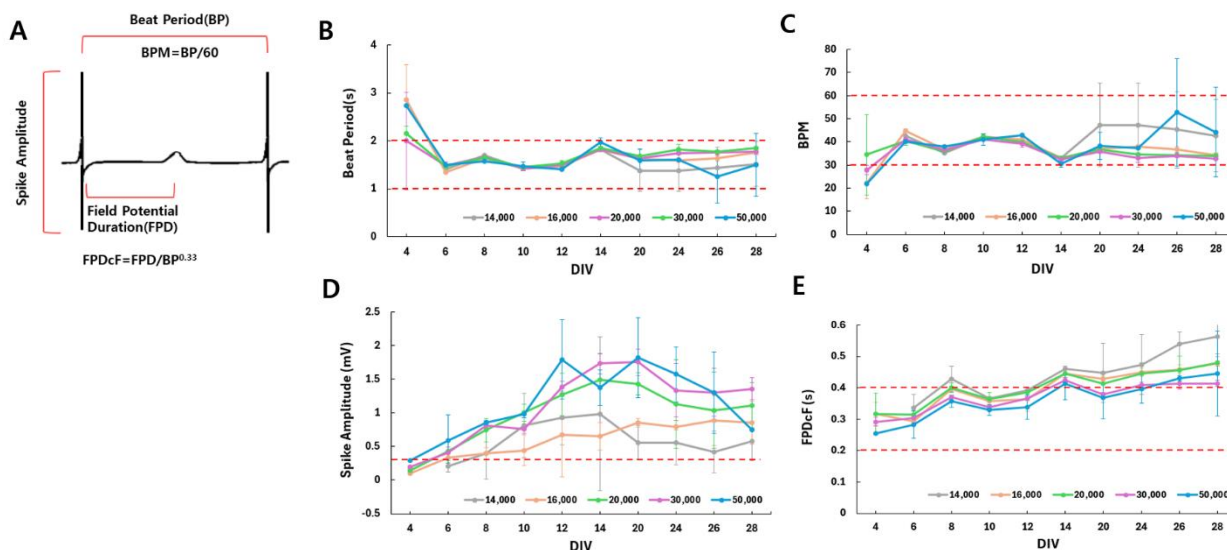 A
Beat Period(BP)
BPM=BP/60
Spike Amplitude
Field Potential
Duration(FPD)
FPDcF=FPD/BP0.33
B
Beat Period(s)
4
3
2
1
0
14,000 16,000 20,000 30,000 50,000
4 6 8 10 12 14 20 24 26 28
DIV
C
BPM
80
70
60
50
40
30
20
10
0
14,000 16,000 20,000 30,000 50,000
4 6 8 10 12 14 20 24 26 28
DIV
D
Spike Amplitude (mV)
2.5
2
1.5
1
0.5
0
-0.5
14,000 16,000 20,000 30,000 50,000
4 6 8 10 12 14 20 24 26 28
DIV
E
FPDcF (s)
0.6
0.5
0.4
0.3
0.2
0.1
0
14,000 16,000 20,000 30,000 50,000
4 6 8 10 12 14 20 24 26 28
DIV